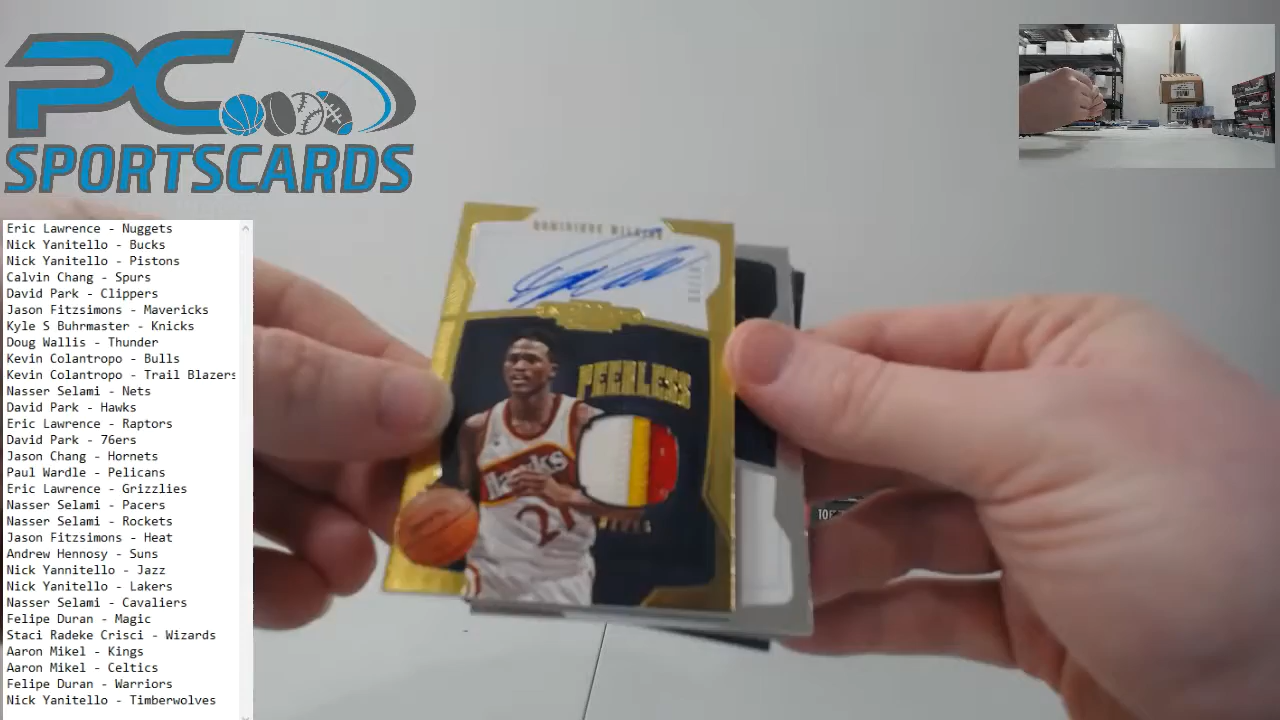 PC
SPORTSCARDS
Eric Lawrence - Nuggets
Nick Yanitello - Bucks
Nick Yanitello - Pistons
Calvin Chang - Spurs
David Park - Clippers
Jason Fitzsimons - Mavericks
Kyle S Buhrmaster - Knicks
Doug Wallis - Thunder
Kevin Colantropo - Bulls
Kevin Colantropo - Trail Blazers
Nasser Selami - Nets
David Park - Hawks
Eric Lawrence - Raptors
David Park - 76ers
Jason Chang - Hornets
Paul Wardle - Pelicans
Eric Lawrence - Grizzlies
Nasser Selami - Pacers
Nasser Selami - Rockets
Jason Fitzsimons - Heat
Andrew Hennosy - Suns
Nick Yannitello - Jazz
Nick Yanitello - Lakers
Nasser Selami - Cavaliers
Felipe Duran - Magic
Staci Radeke Crisci - Wizards
Aaron Mikel - Kings
Aaron Mikel - Celtics
Felipe Duran - Warriors
Nick Yanitello - Timberwolves
DOMINIQUE WILKINS
PEERLESS
Hawks
21